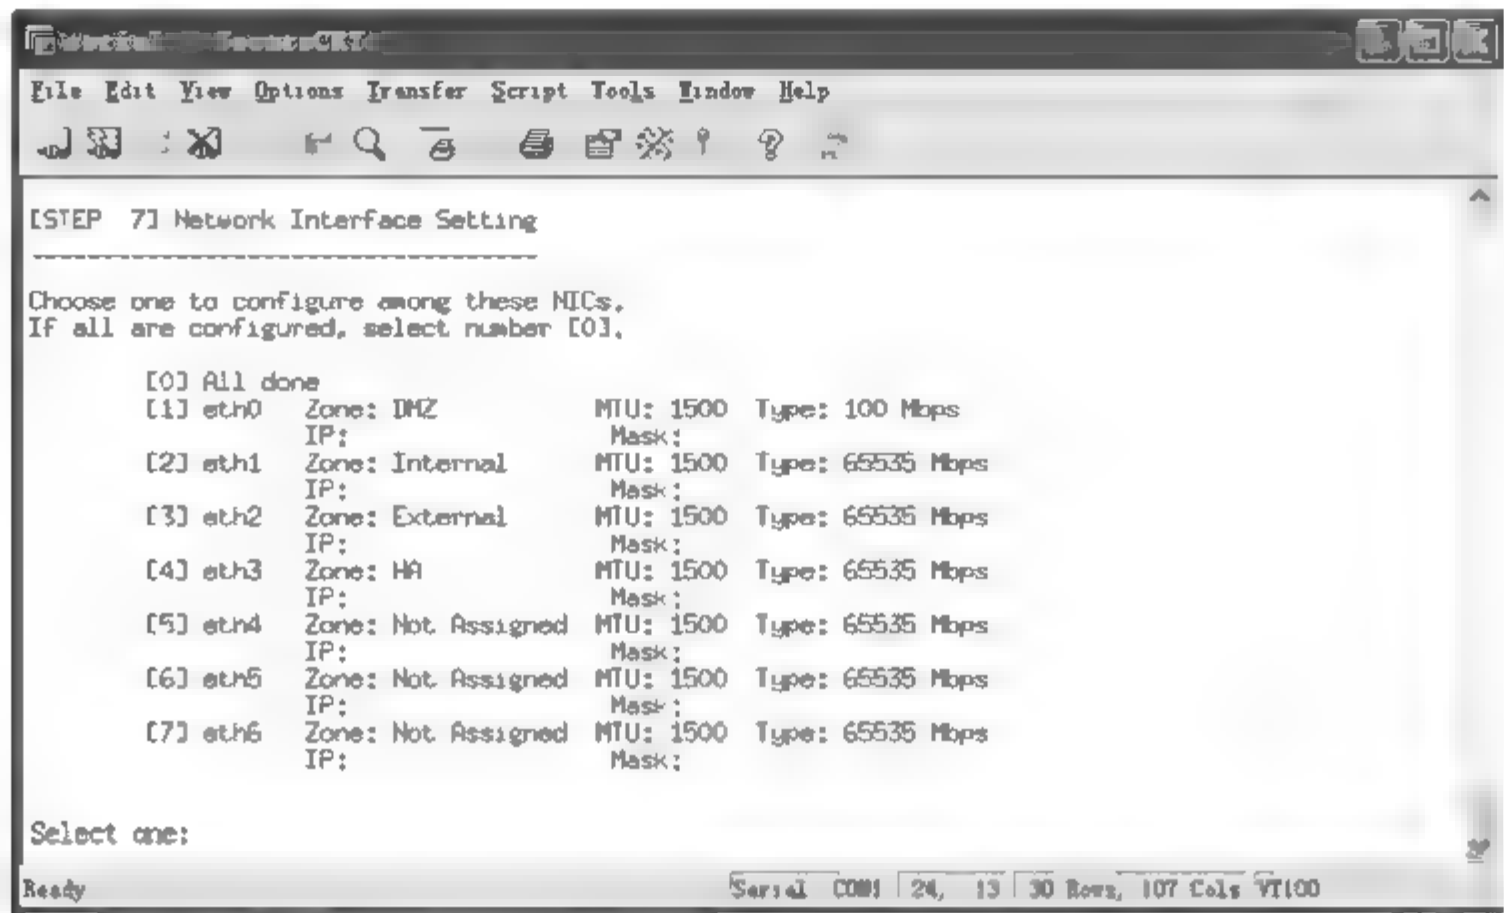 File Edit View Options Transfer Script Tools Window Help
[STEP 7] Network Interface Setting
-----------------------------------
Choose one to configure among these NICs.
If all are configured, select number [0].
[0] All done
[1] eth0 Zone: DMZ MTU: 1500 Type: 100 Mbps
IP: Mask:
[2] eth1 Zone: Internal MTU: 1500 Type: 65535 Mbps
IP: Mask:
[3] eth2 Zone: External MTU: 1500 Type: 65535 Mbps
IP: Mask:
[4] eth3 Zone: HA MTU: 1500 Type: 65535 Mbps
IP: Mask:
[5] eth4 Zone: Not Assigned MTU: 1500 Type: 65535 Mbps
IP: Mask:
[6] eth5 Zone: Not Assigned MTU: 1500 Type: 65535 Mbps
IP: Mask:
[7] eth6 Zone: Not Assigned MTU: 1500 Type: 65535 Mbps
IP: Mask:
Select one:
Ready Serial: COM1 24, 13 30 Rows, 107 Cols VT100